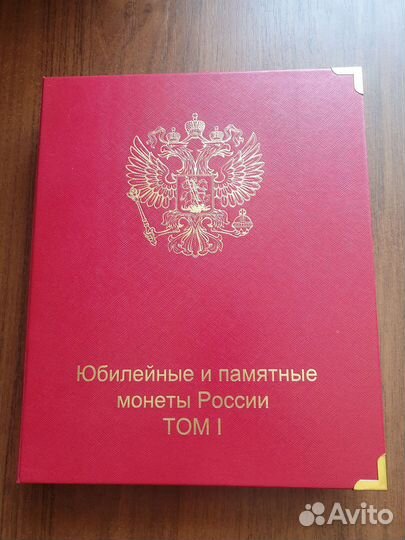 Юбилейные и памятные
монеты России
ТОМ I
Avito